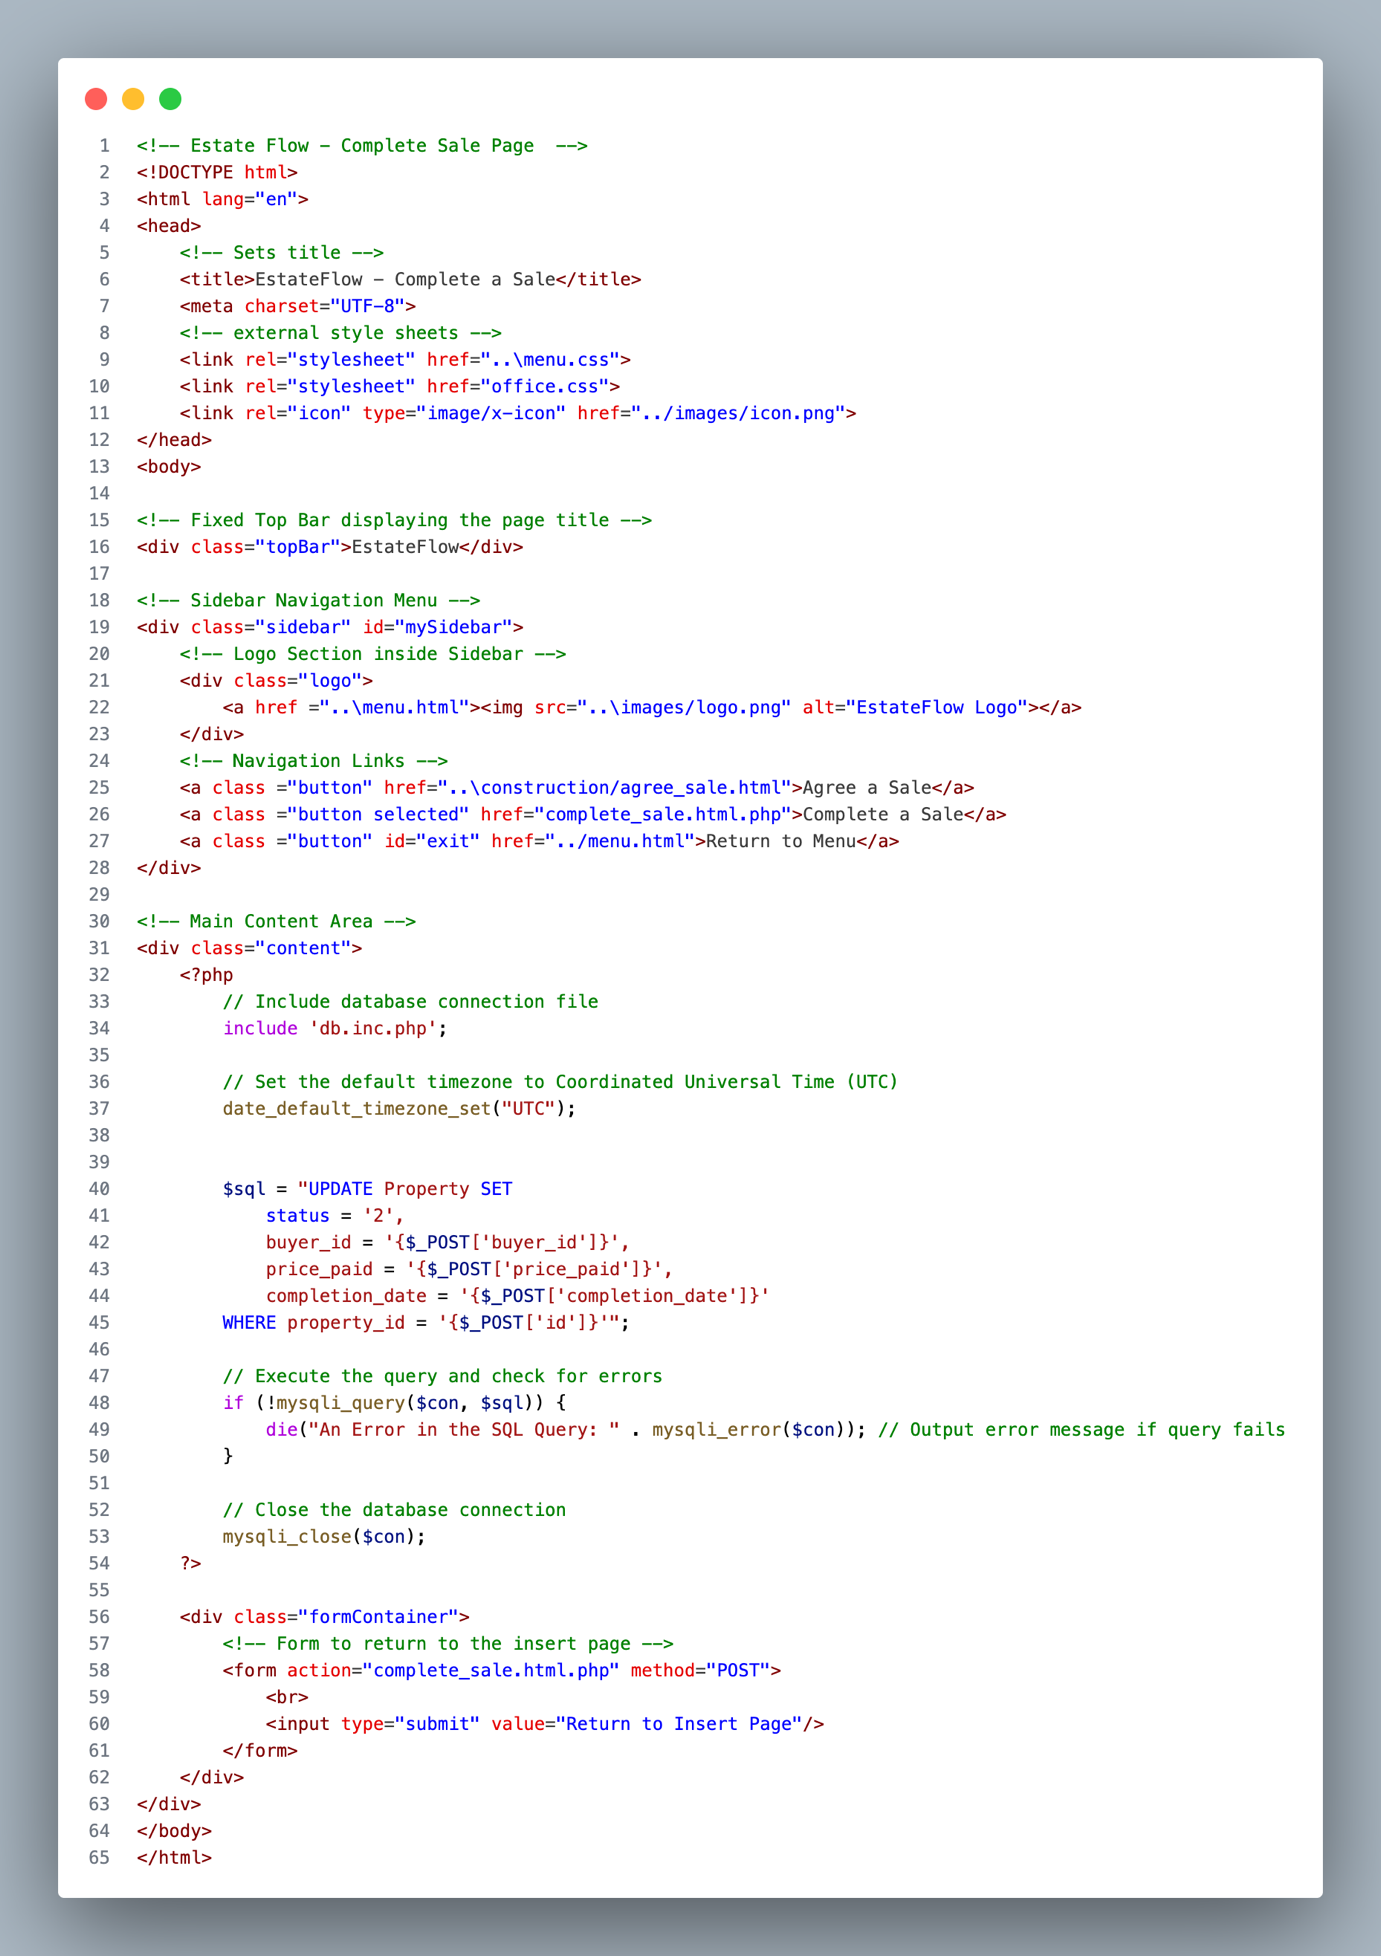 1 <!-- Estate Flow - Complete Sale Page  -->
2 <!DOCTYPE html>
3 <html lang="en">
4 <head>
5     <!-- Sets title -->
6     <title>EstateFlow - Complete a Sale</title>
7     <meta charset="UTF-8">
8     <!-- external style sheets -->
9     <link rel="stylesheet" href="..\menu.css">
10     <link rel="stylesheet" href="office.css">
11     <link rel="icon" type="image/x-icon" href="../images/icon.png">
12 </head>
13 <body>
14
15 <!-- Fixed Top Bar displaying the page title -->
16 <div class="topBar">EstateFlow</div>
17
18 <!-- Sidebar Navigation Menu -->
19 <div class="sidebar" id="mySidebar">
20     <!-- Logo Section inside Sidebar -->
21     <div class="logo">
22         <a href ="..\menu.html"><img src="..\images/logo.png" alt="EstateFlow Logo"></a>
23     </div>
24     <!-- Navigation Links -->
25     <a class ="button" href="..\construction/agree_sale.html">Agree a Sale</a>
26     <a class ="button selected" href="complete_sale.html.php">Complete a Sale</a>
27     <a class ="button" id="exit" href="../menu.html">Return to Menu</a>
28 </div>
29
30 <!-- Main Content Area -->
31 <div class="content">
32     <?php
33         // Include database connection file
34         include 'db.inc.php';
35
36         // Set the default timezone to Coordinated Universal Time (UTC)
37         date_default_timezone_set("UTC");
38
39
40         $sql = "UPDATE Property SET
41             status = '2',
42             buyer_id = '{$_POST['buyer_id']}',
43             price_paid = '{$_POST['price_paid']}',
44             completion_date = '{$_POST['completion_date']}'
45         WHERE property_id = '{$_POST['id']}'";
46
47         // Execute the query and check for errors
48         if (!mysqli_query($con, $sql)) {
49             die("An Error in the SQL Query: " . mysqli_error($con)); // Output error message if query fails
50         }
51
52         // Close the database connection
53         mysqli_close($con);
54     ?>
55
56     <div class="formContainer">
57         <!-- Form to return to the insert page -->
58         <form action="complete_sale.html.php" method="POST">
59             <br>
60             <input type="submit" value="Return to Insert Page"/>
61         </form>
62     </div>
63 </div>
64 </body>
65 </html>